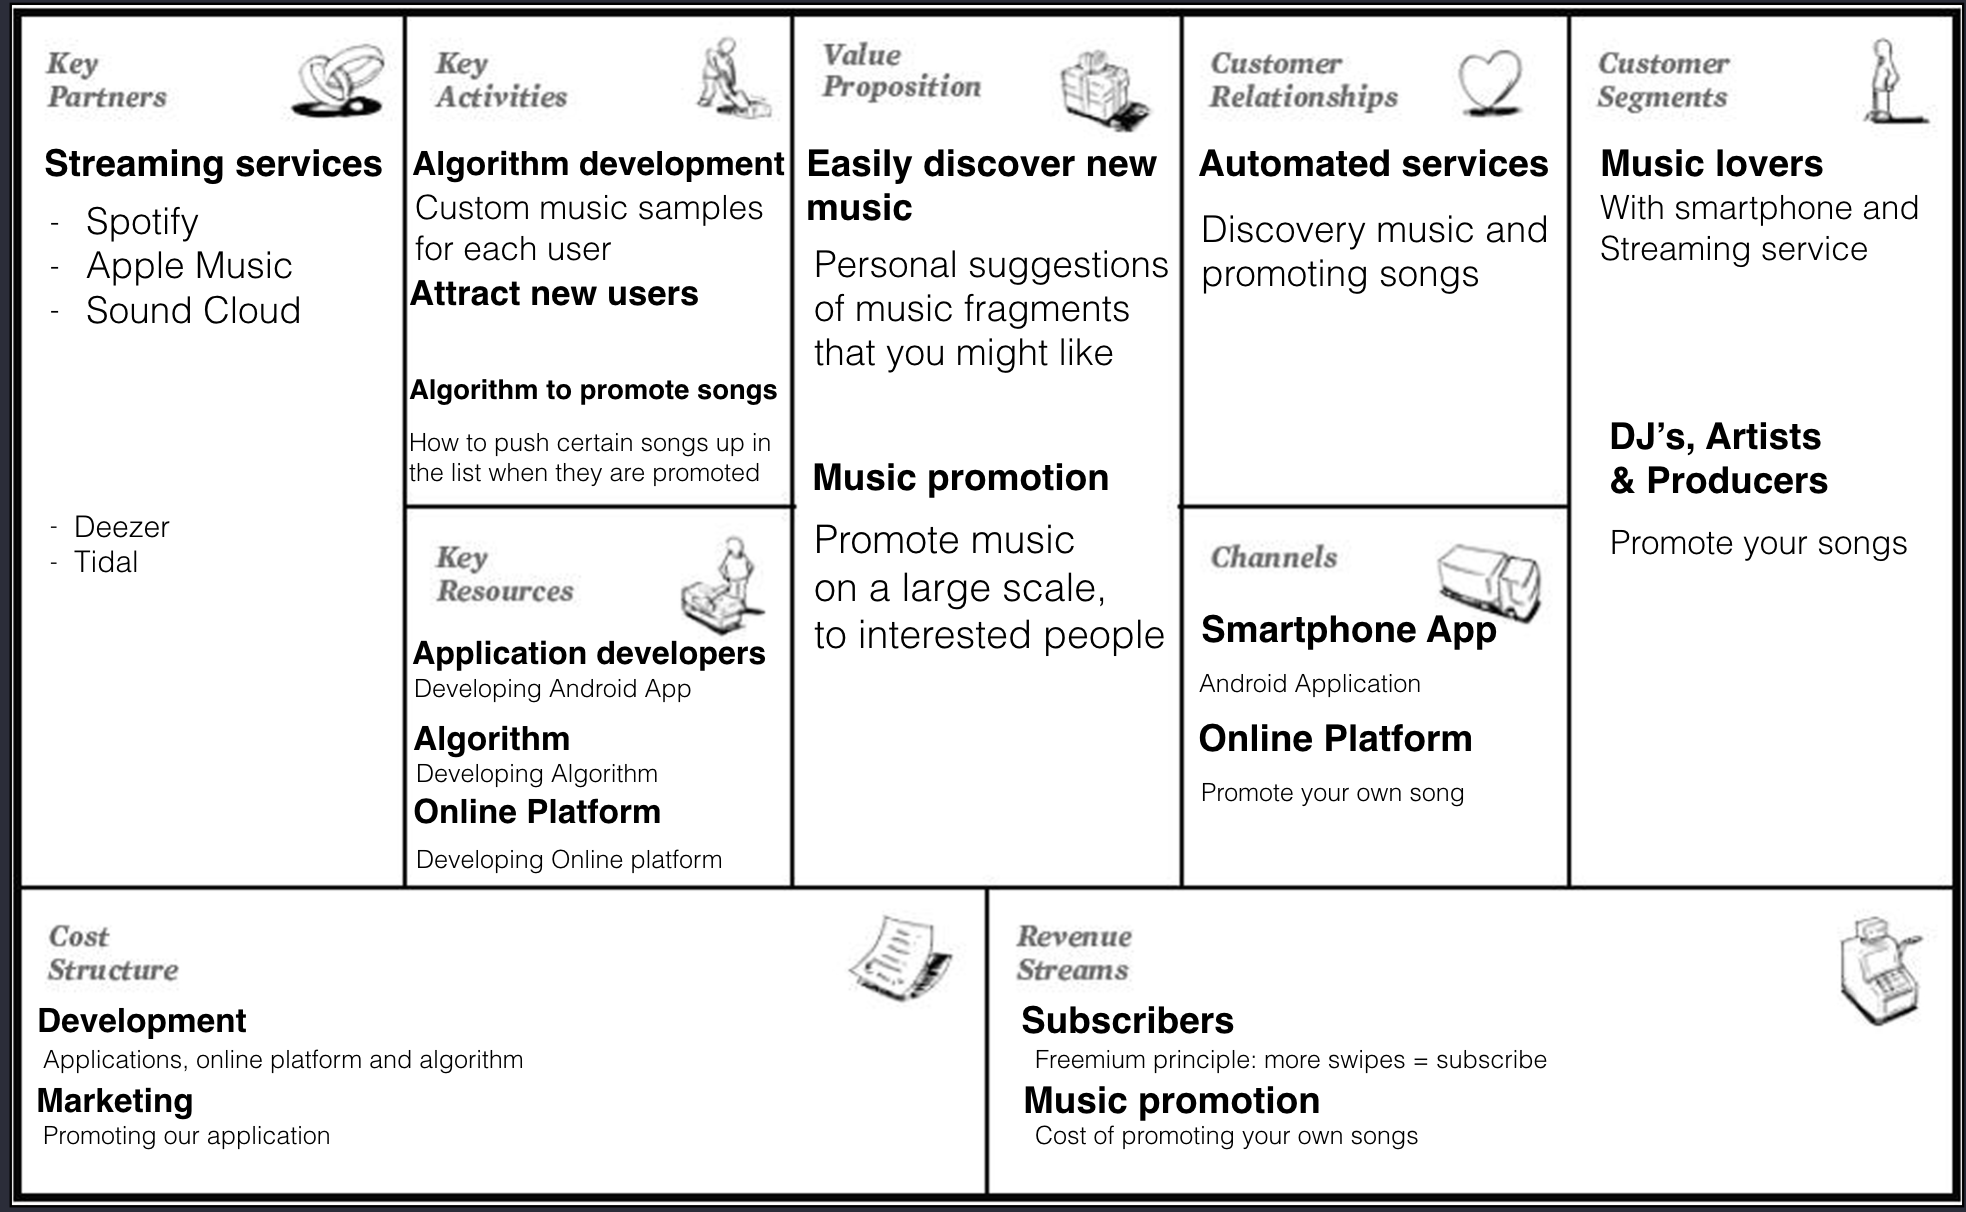 Key
Partners
Streaming services
- Spotify
- Apple Music
- Sound Cloud
- Deezer
- Tidal
Key
Activities
Algorithm development
Custom music samples
for each user
Attract new users
Algorithm to promote songs
How to push certain songs up in
the list when they are promoted
Key
Resources
Application developers
Developing Android App
Algorithm
Developing Algorithm
Online Platform
Developing Online platform
Value
Proposition
Easily discover new
music
Personal suggestions
of music fragments
that you might like
Music promotion
Promote music
on a large scale,
to interested people
Customer
Relationships
Automated services
Discovery music and
promoting songs
Channels
Smartphone App
Android Application
Online Platform
Promote your own song
Customer
Segments
Music lovers
With smartphone and
Streaming service
DJ’s, Artists
& Producers
Promote your songs
Cost
Structure
Development
Applications, online platform and algorithm
Marketing
Promoting our application
Revenue
Streams
Subscribers
Freemium principle: more swipes = subscribe
Music promotion
Cost of promoting your own songs